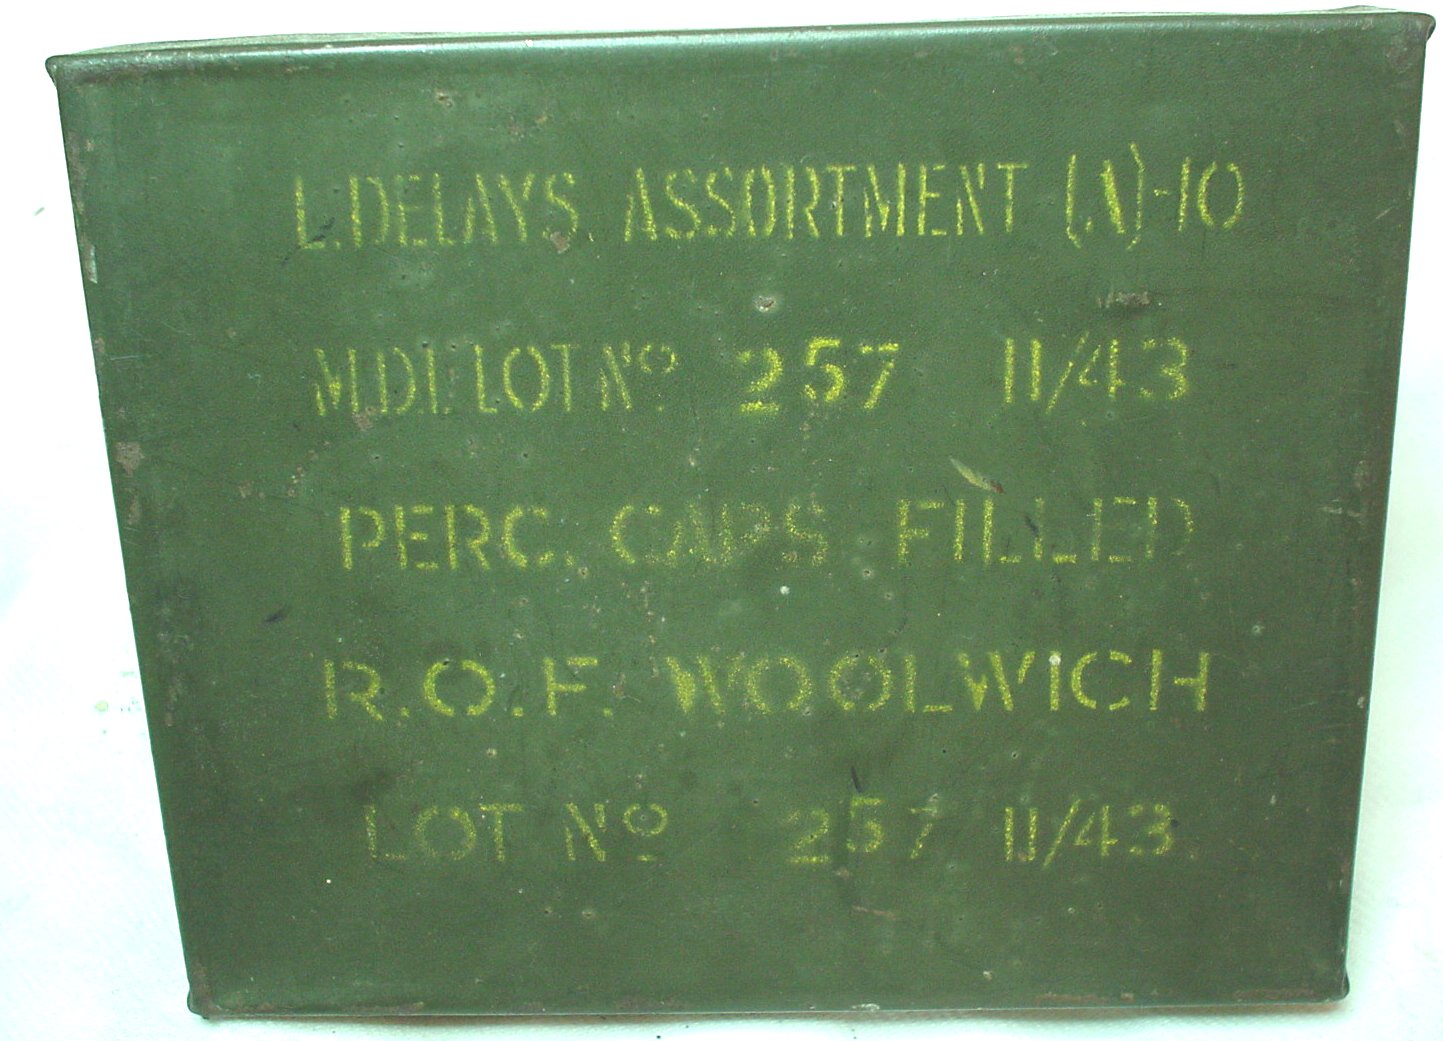 L.DELAYS. ASSORTMENT (A)-10
M.D.I. LOT Nº 257 11/43
PERC. CAPS FILLED
R.O.F. WOOLWICH
LOT Nº 257 11/43